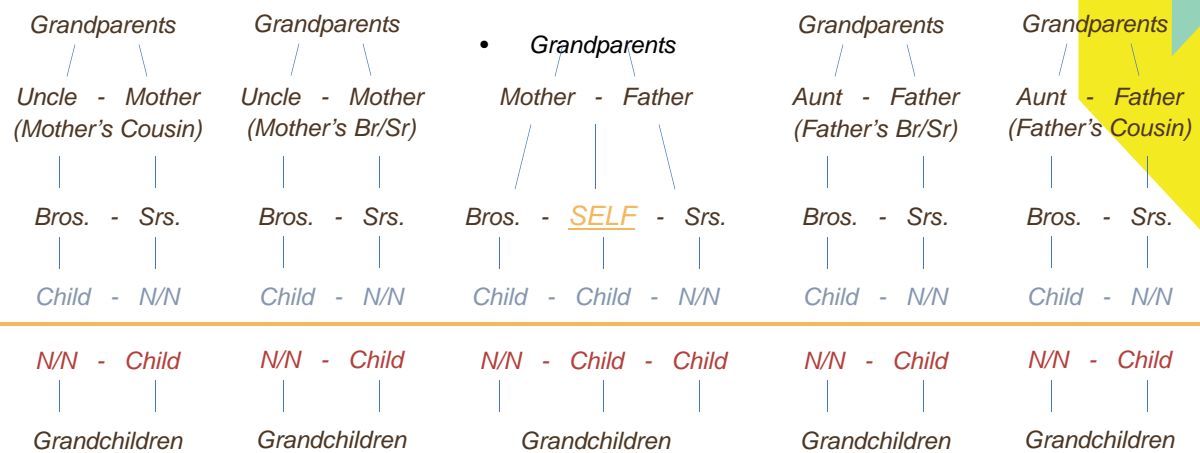 Grandparents Grandparents • Grandparents Grandparents Grandparents
Uncle - Mother Uncle - Mother Mother - Father Aunt - Father Aunt - Father
(Mother's Cousin) (Mother's Br/Sr) (Father's Br/Sr) (Father's Cousin)
Bros. - Srs. Bros. - Srs. Bros. - SELF - Srs. Bros. - Srs. Bros. - Srs.
Child - N/N Child - N/N Child - Child - N/N Child - N/N Child - N/N
N/N - Child N/N - Child N/N - Child - Child N/N - Child N/N - Child
Grandchildren Grandchildren Grandchildren Grandchildren Grandchildren